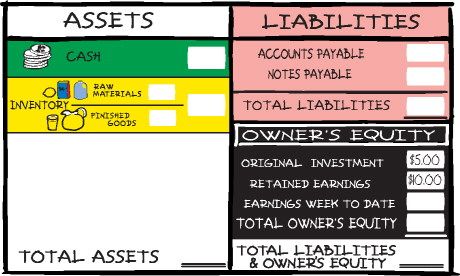 ASSETS
CASH
INVENTORY
RAW
MATERIALS
FINISHED
GOODS
TOTAL ASSETS
LIABILITIES
ACCOUNTS PAYABLE
NOTES PAYABLE
TOTAL LIABILITIES
OWNER'S EQUITY
ORIGINAL INVESTMENT $5.00
RETAINED EARNINGS $10.00
EARNINGS WEEK TO DATE
TOTAL OWNER'S EQUITY
TOTAL LIABILITIES
& OWNER'S EQUITY